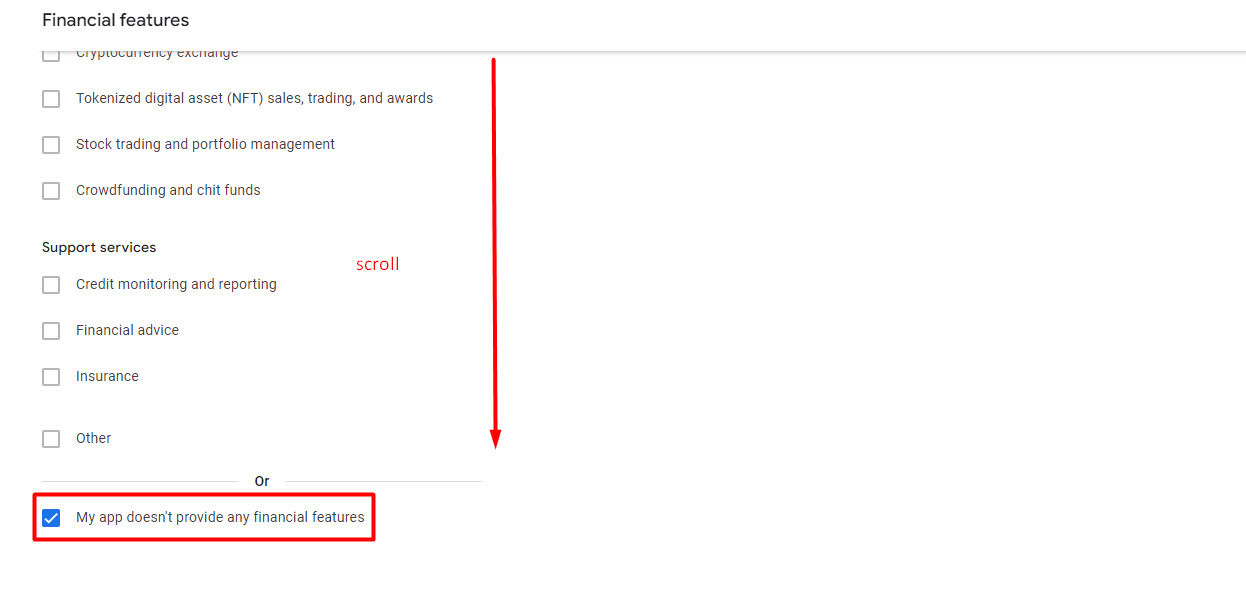 Financial features
Cryptocurrency exchange
Tokenized digital asset (NFT) sales, trading, and awards
Stock trading and portfolio management
Crowdfunding and chit funds
Support services
scroll
Credit monitoring and reporting
Financial advice
Insurance
Other
Or
My app doesn't provide any financial features